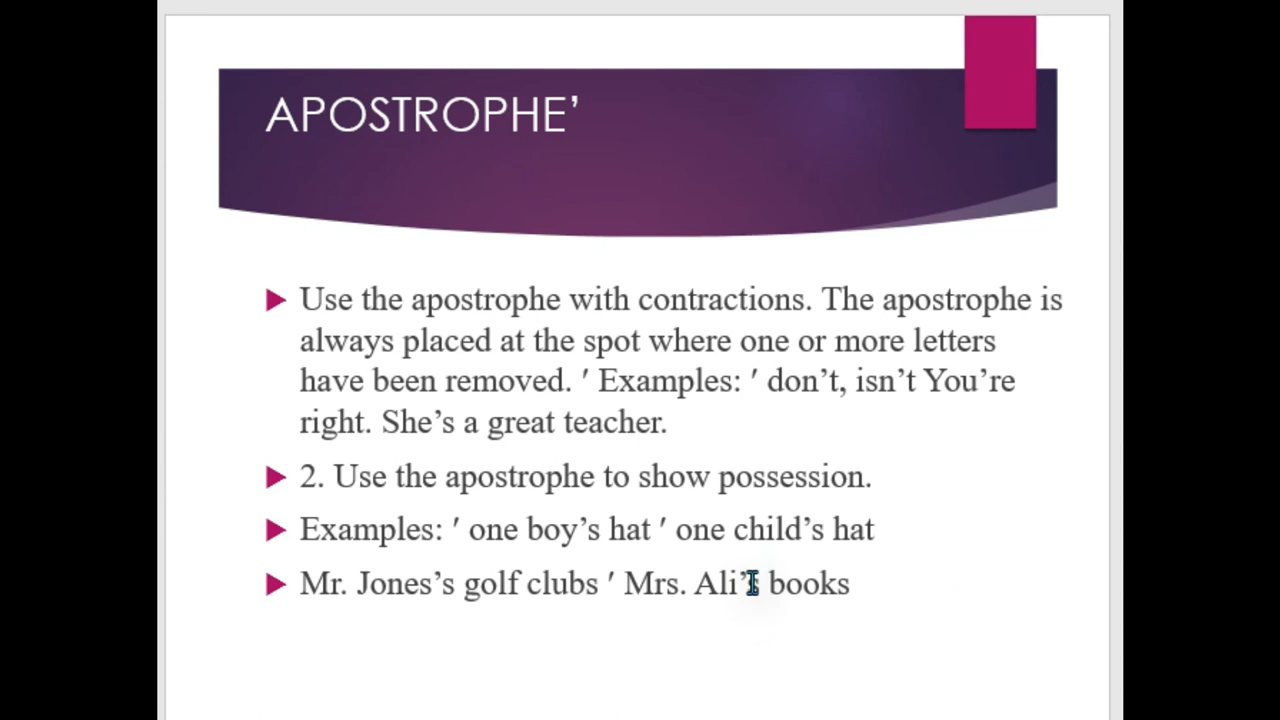 APOSTROPHE’
Use the apostrophe with contractions. The apostrophe is
always placed at the spot where one or more letters
have been removed. ′ Examples: ′ don’t, isn’t You’re
right. She’s a great teacher.
2. Use the apostrophe to show possession.
Examples: ′ one boy’s hat ′ one child’s hat
Mr. Jones’s golf clubs ′ Mrs. Ali’s books